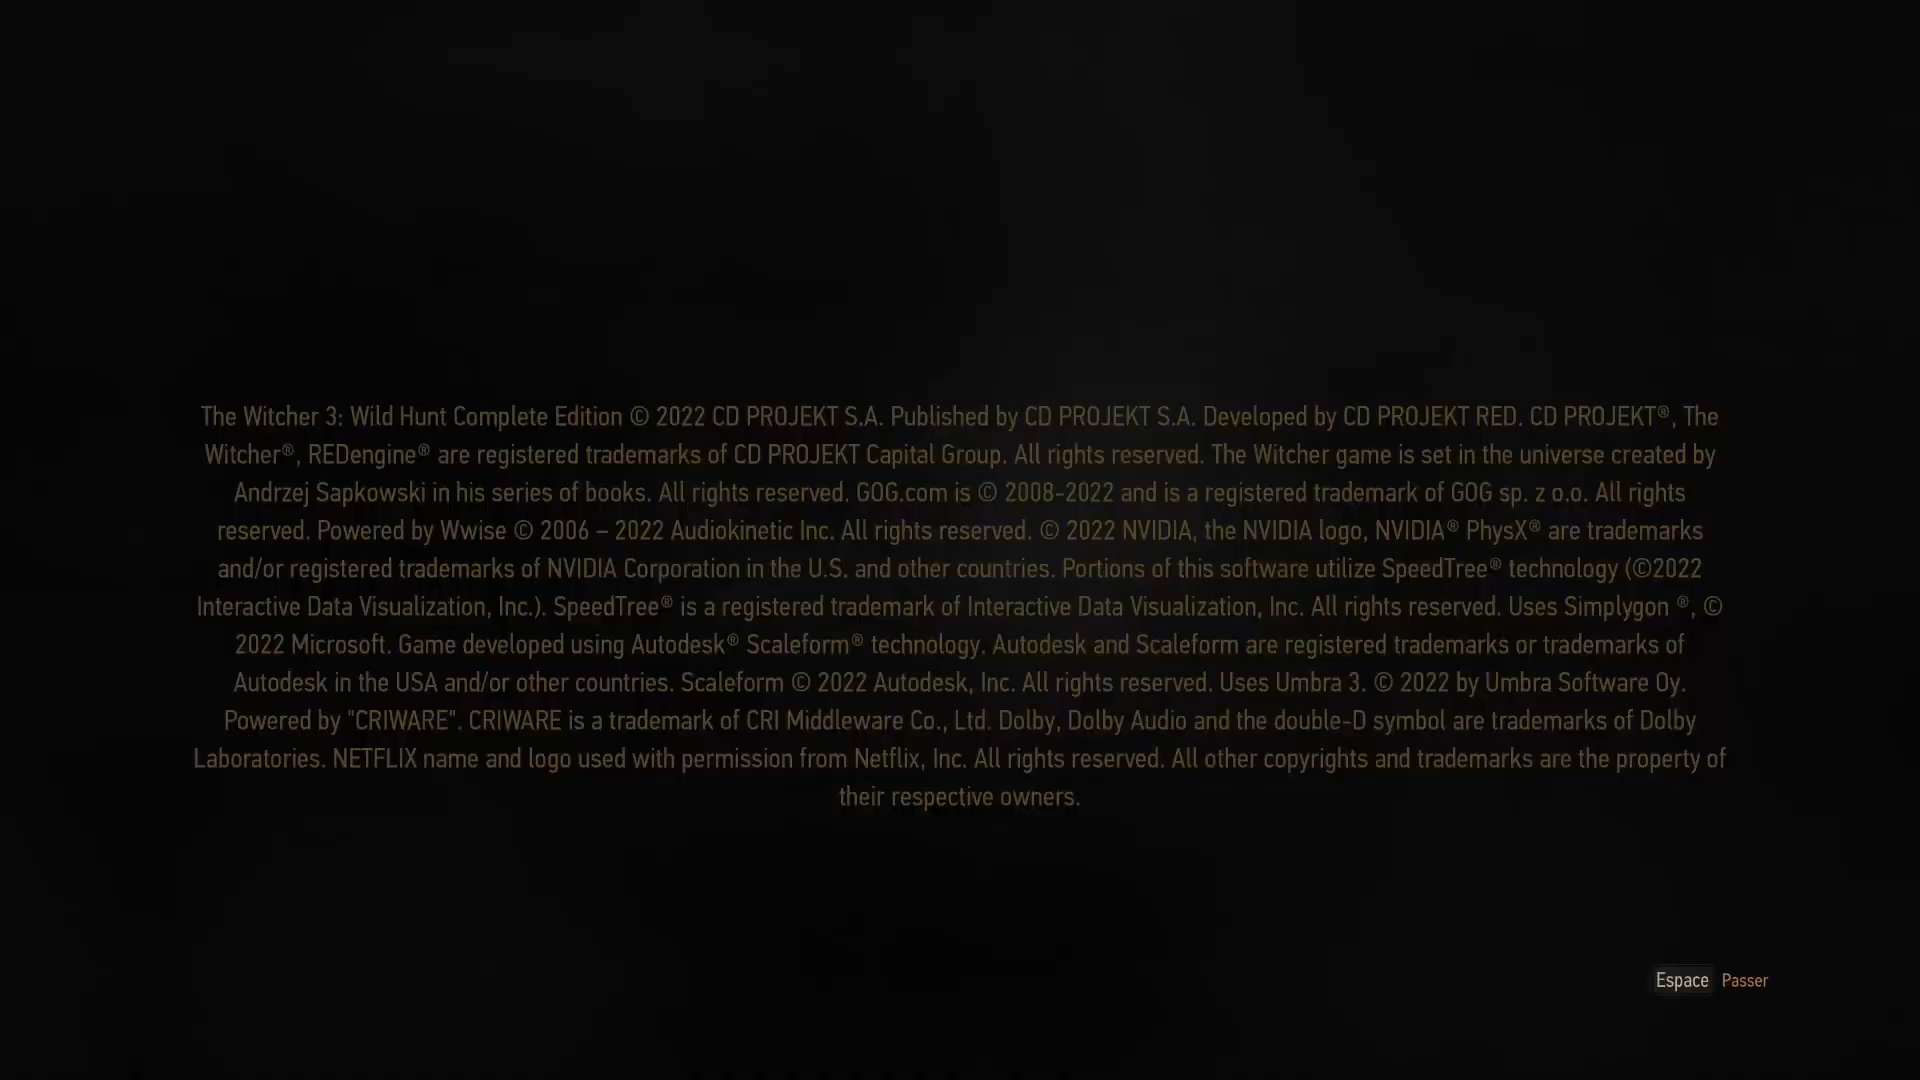 The Witcher 3: Wild Hunt Complete Edition © 2022 CD PROJEKT S.A. Published by CD PROJEKT S.A. Developed by CD PROJEKT RED. CD PROJEKT®, The
Witcher®, REDengine® are registered trademarks of CD PROJEKT Capital Group. All rights reserved. The Witcher game is set in the universe created by
Andrzej Sapkowski in his series of books. All rights reserved. GOG.com is © 2008-2022 and is a registered trademark of GOG sp. z o.o. All rights
reserved. Powered by Wwise © 2006 – 2022 Audiokinetic Inc. All rights reserved. © 2022 NVIDIA, the NVIDIA logo, NVIDIA® PhysX® are trademarks
and/or registered trademarks of NVIDIA Corporation in the U.S. and other countries. Portions of this software utilize SpeedTree® technology (©2022
Interactive Data Visualization, Inc.). SpeedTree® is a registered trademark of Interactive Data Visualization, Inc. All rights reserved. Uses Simplygon ®, ©
2022 Microsoft. Game developed using Autodesk® Scaleform® technology. Autodesk and Scaleform are registered trademarks or trademarks of
Autodesk in the USA and/or other countries. Scaleform © 2022 Autodesk, Inc. All rights reserved. Uses Umbra 3. © 2022 by Umbra Software Oy.
Powered by "CRIWARE". CRIWARE is a trademark of CRI Middleware Co., Ltd. Dolby, Dolby Audio and the double-D symbol are trademarks of Dolby
Laboratories. NETFLIX name and logo used with permission from Netflix, Inc. All rights reserved. All other copyrights and trademarks are the property of
their respective owners.
Espace Passer